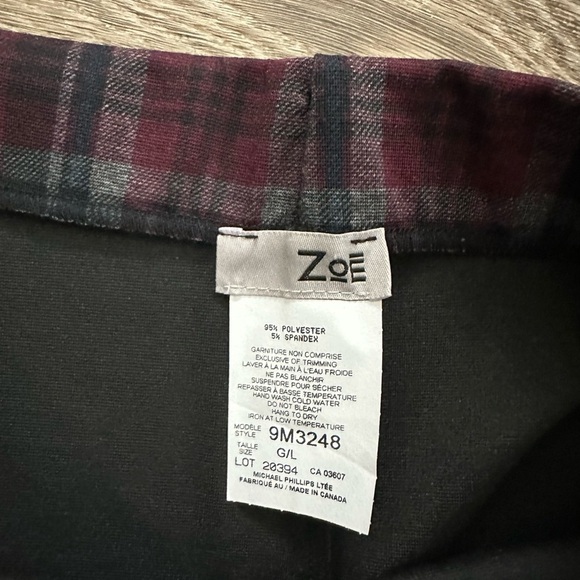 ZOE
95% POLYESTER
5% SPANDEX
GARNITURE NON COMPRISE
EXCLUSIVE OF TRIMMING
LAVER À LA MAIN À L'EAU FROIDE
NE PAS BLANCHIR
SUSPENDRE POUR SÉCHER
REPASSER À BASSE TEMPERATURE
HAND WASH COLD WATER
DO NOT BLEACH
HANG TO DRY
IRON AT LOW TEMPERATURE
MODÈLE
STYLE 9M3248
TAILLE
SIZE G/L
LOT 20394 CA 03607
MICHAEL PHILLIPS LTÉE
FABRIQUÉ AU / MADE IN CANADA